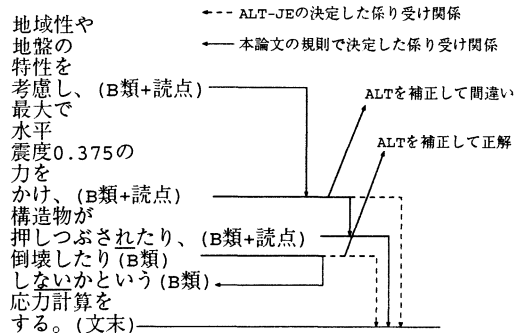 ALT-JEの決定した係り受け関係
本論文の規則で決定した係り受け関係
地域性や
地盤の
特性を
考慮し、(B類+読点)
最大で
水平
震度0.375の
力を
かけ、(B類+読点)
構造物が
押しつぶされたり、(B類+読点)
倒壊したり(B類)
しないかという(B類)
応力計算を
する。(文末)
ALTを補正して間違い
ALTを補正して正解